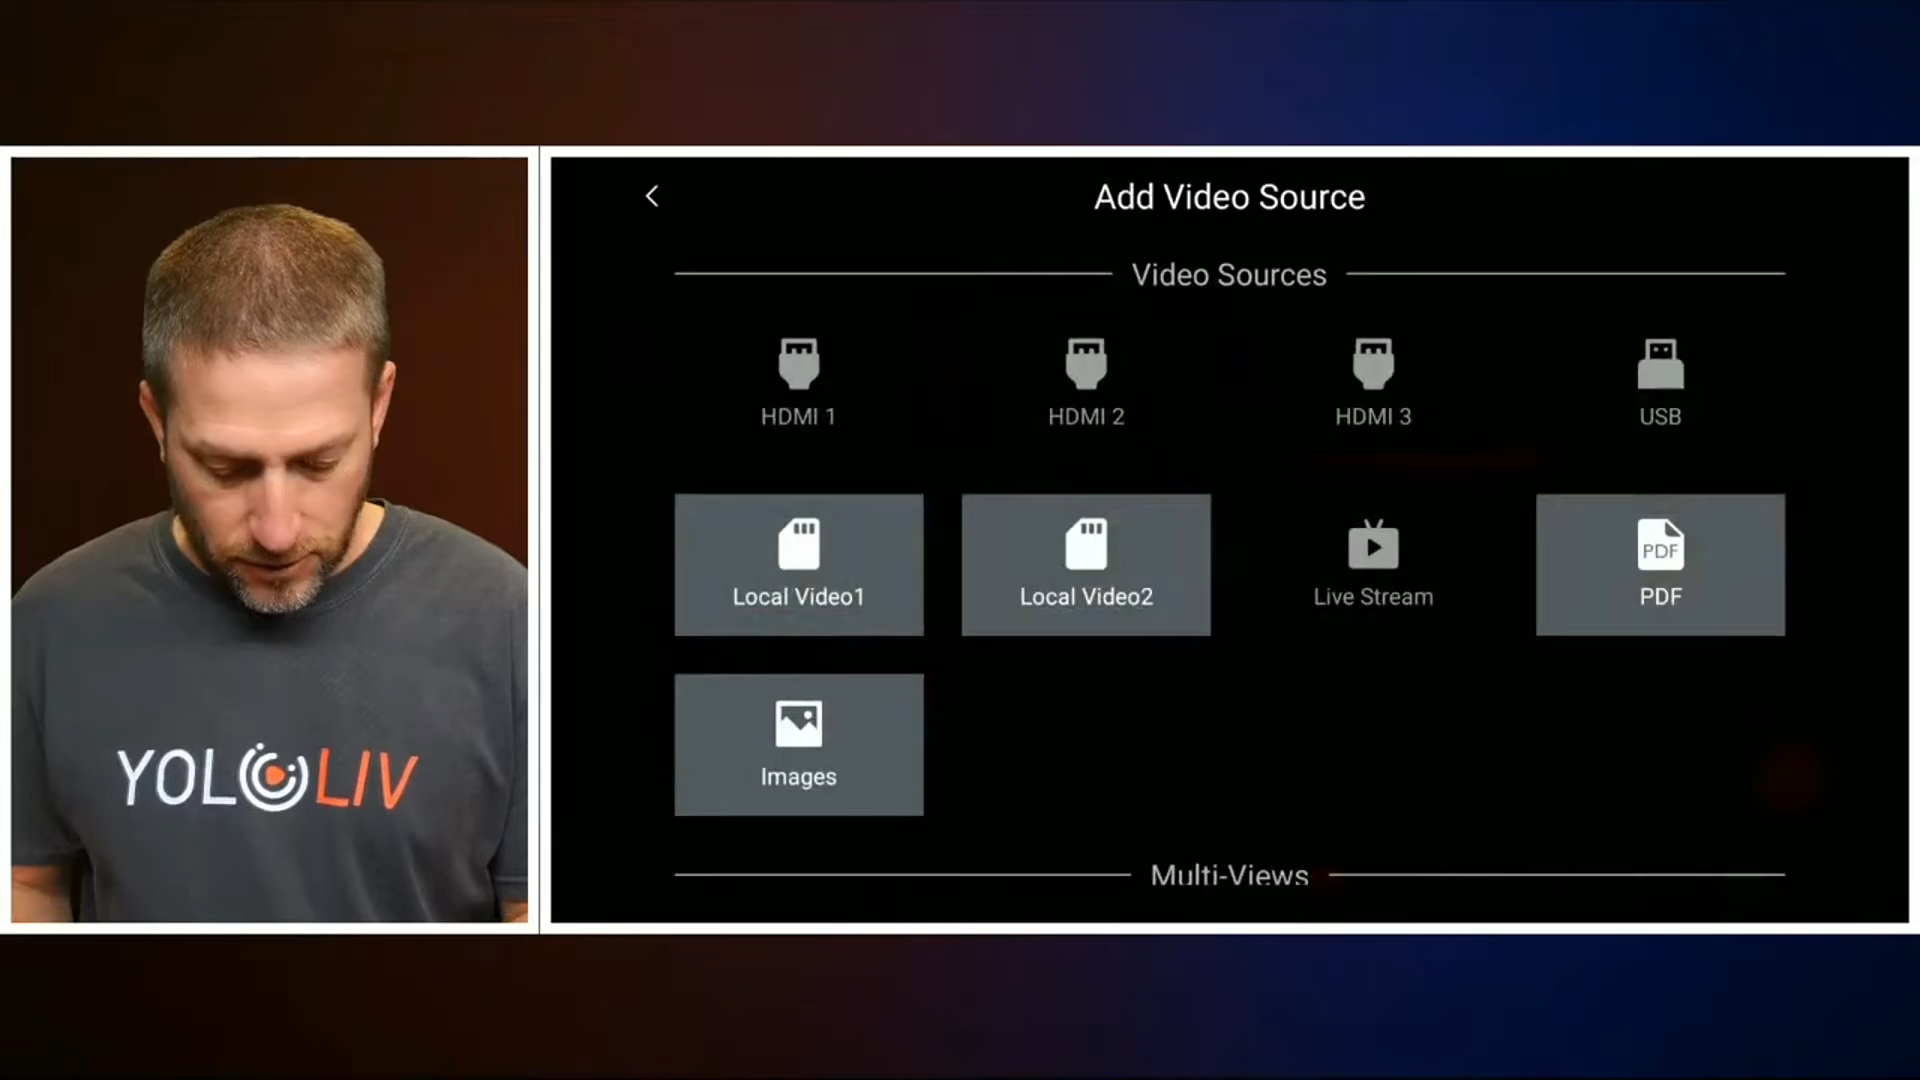 Add Video Source
Video Sources
HDMI 1
HDMI 2
HDMI 3
USB
Local Video1
Local Video2
Live Stream
PDF
PDF
Images
Multi-Views
YOLOLIV